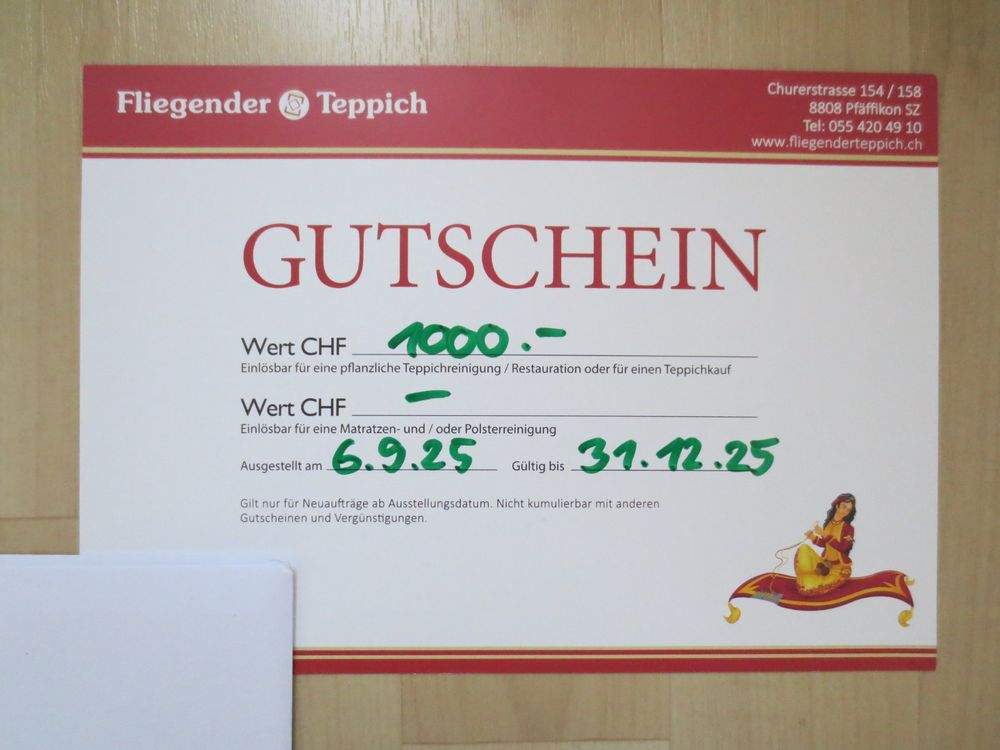 Fliegender Teppich
Churerstrasse 154 / 158
8808 Pfäffikon SZ
Tel: 055 420 49 10
www.fliegenderteppich.ch
GUTSCHEIN
Wert CHF 1000.-
Einlösbar für eine pflanzliche Teppichreinigung / Restauration oder für einen Teppichkauf
Wert CHF -
Einlösbar für eine Matratzen- und / oder Polsterreinigung
Ausgestellt am 6.9.25 Gültig bis 31.12.25
Gilt nur für Neuaufträge ab Ausstellungsdatum. Nicht kumulierbar mit anderen
Gutscheinen und Vergünstigungen.